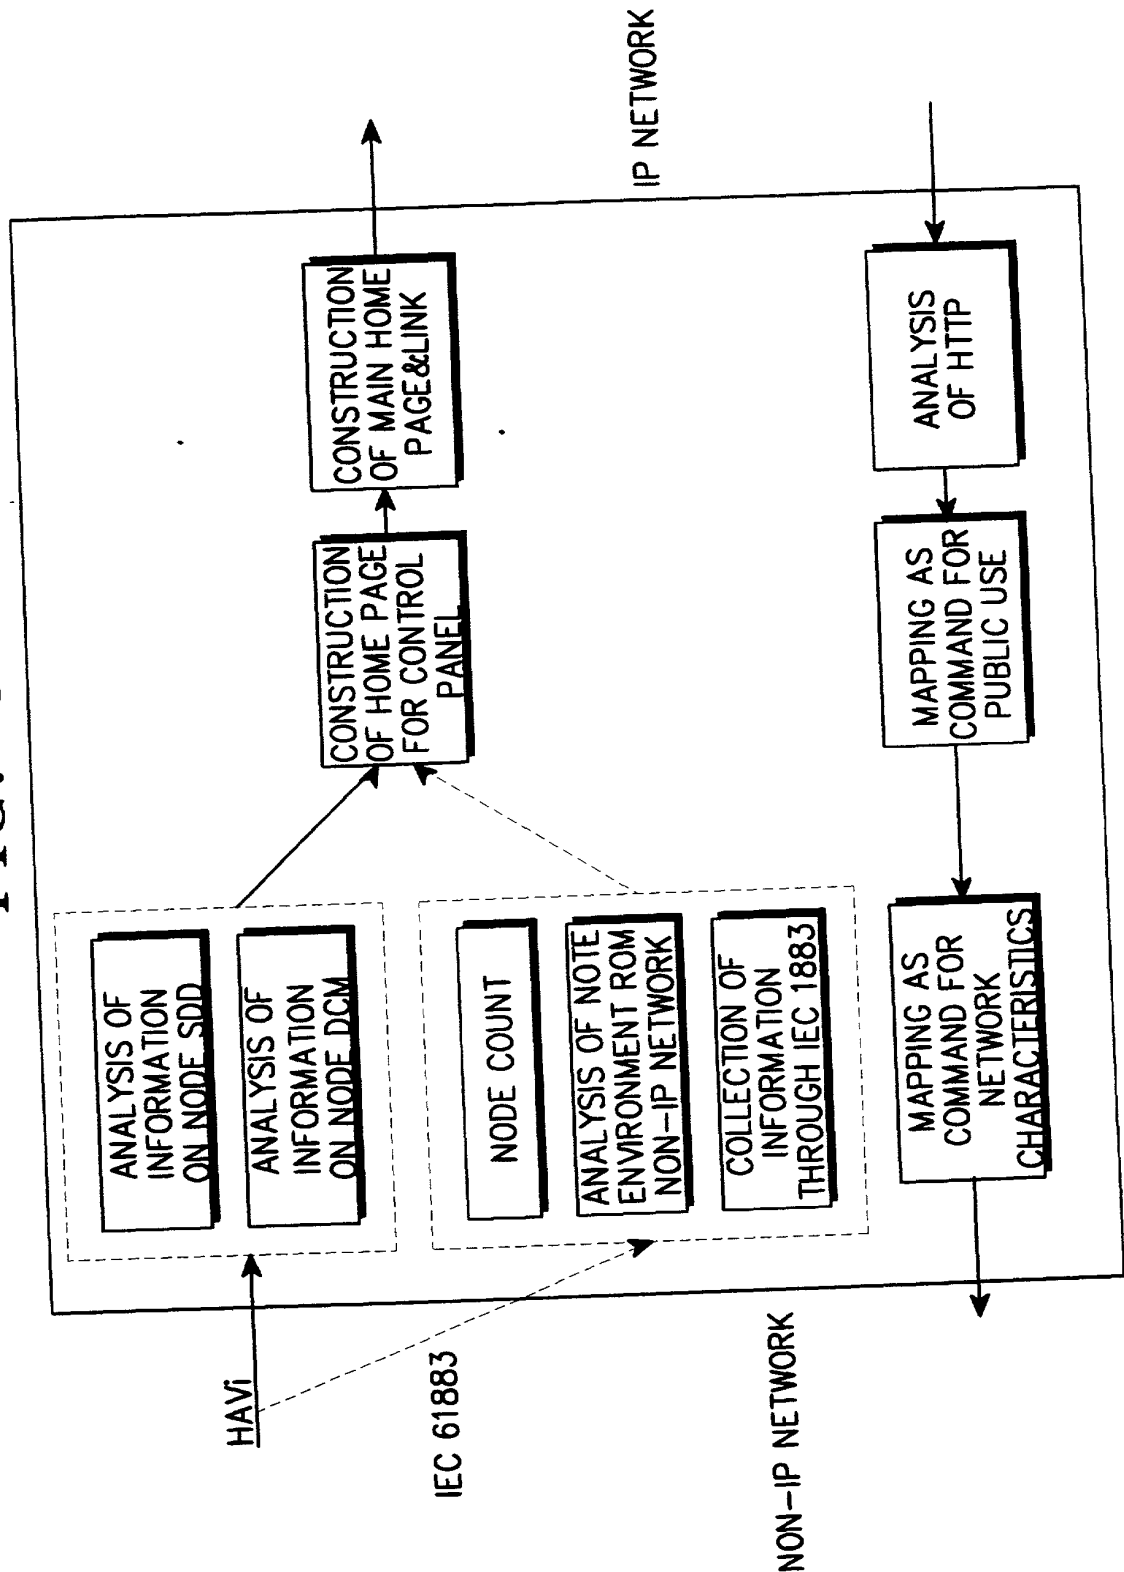 FIG.
HAVi
IEC 61883
NON-IP NETWORK
ANALYSIS OF
INFORMATION
ON NODE SDD
ANALYSIS OF
INFORMATION
ON NODE DCM
NODE COUNT
ANALYSIS OF NOTE
ENVIRONMENT ROM
NON-IP NETWORK
COLLECTION OF
INFORMATION
THROUGH IEC 1883
MAPPING AS
COMMAND FOR
NETWORK
CHARACTERISTICS
CONSTRUCTION
OF HOME PAGE
FOR CONTROL
PANEL
MAPPING AS
COMMAND FOR
PUBLIC USE
CONSTRUCTION
OF MAIN HOME
PAGE&LINK
ANALYSIS
OF HTTP
IP NETWORK